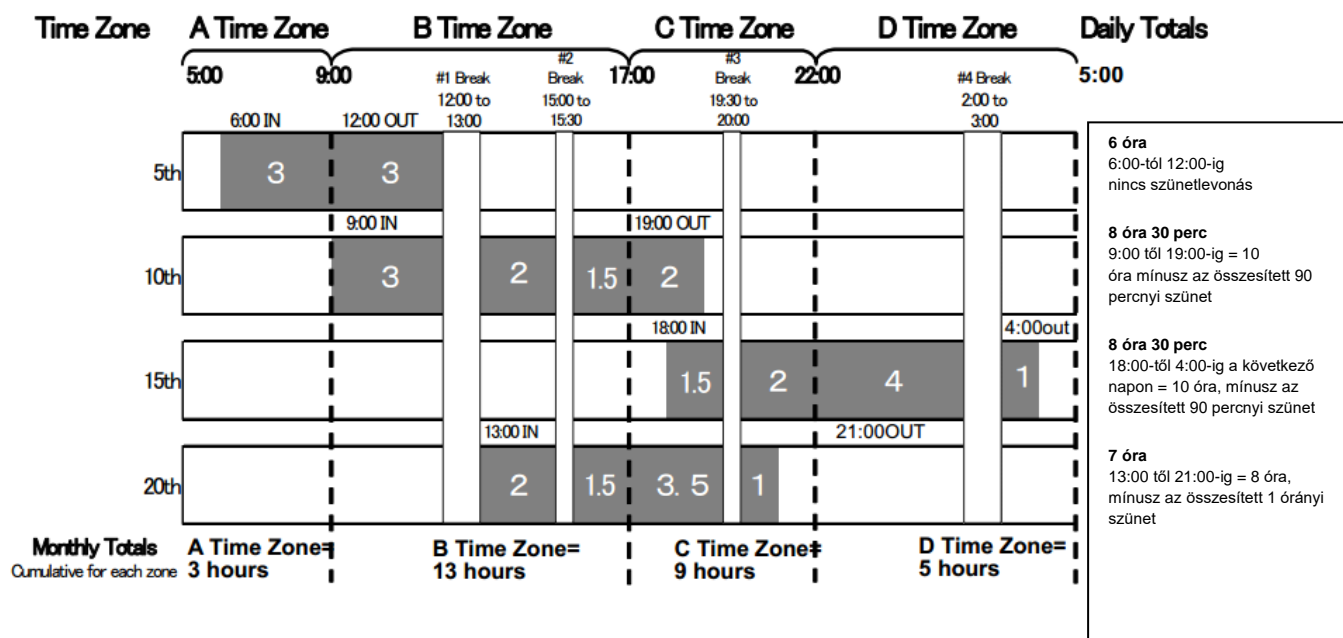 Time Zone A Time Zone B Time Zone C Time Zone D Time Zone Daily Totals
5:00 9:00 17:00 22:00 5:00
#1 Break
12:00 to
13:00
#2
Break
15:00 to
15:30
#3
Break
19:30 to
20:00
#4 Break
2:00 to
3:00
6:00 IN 12:00 OUT
5th 3 3
9:00 IN 19:00 OUT
10th 3 2 1.5 2
18:00 IN 4:00out
15th 1.5 2 4 1
13:00 IN 21:00OUT
20th 2 1.5 3. 5 1
Monthly Totals
Cumulative for each zone
A Time Zone=
3 hours
B Time Zone=
13 hours
C Time Zone=
9 hours
D Time Zone=
5 hours
6 óra
6:00-tól 12:00-ig
nincs szünetlevonás
8 óra 30 perc
9:00 től 19:00-ig = 10
óra mínusz az összesített 90
percnyi szünet
8 óra 30 perc
18:00-től 4:00-ig a következő
napon = 10 óra, mínusz az
összesített 90 percnyi szünet
7 óra
13:00 től 21:00-ig = 8 óra,
mínusz az összesített 1 órányi
szünet